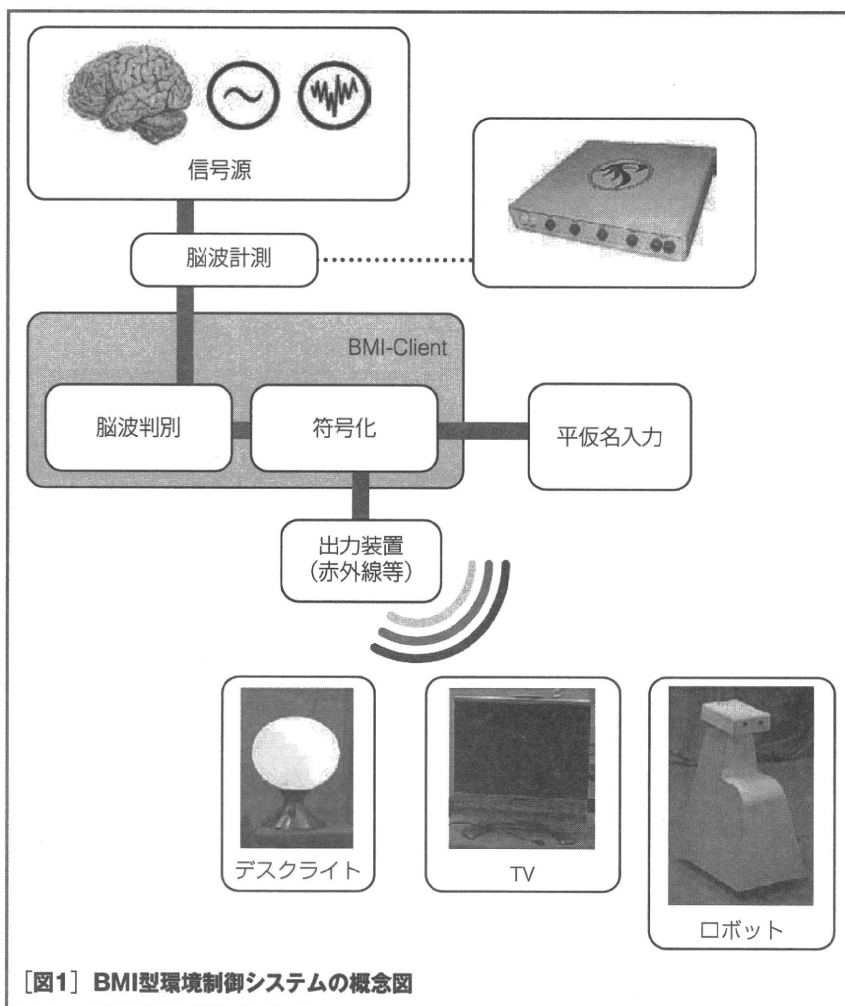 信号源
脳波計測
BMI-Client
脳波判別
符号化
平仮名入力
出力装置
(赤外線等)
デスクライト
TV
ロボット
[図1] BMI型環境制御システムの概念図